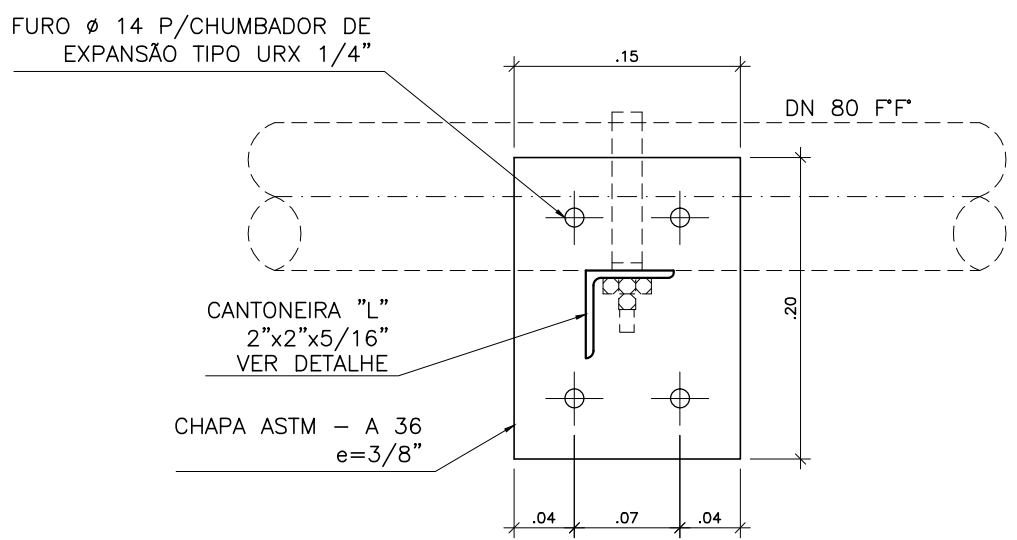 FURO ø 14 P/CHUMBADOR DE
EXPANSÃO TIPO URX 1/4"
.15
DN 80 F°F°
.20
CANTONEIRA "L"
2"x2"x5/16"
VER DETALHE
CHAPA ASTM – A 36
e=3/8"
.04
.07
.04